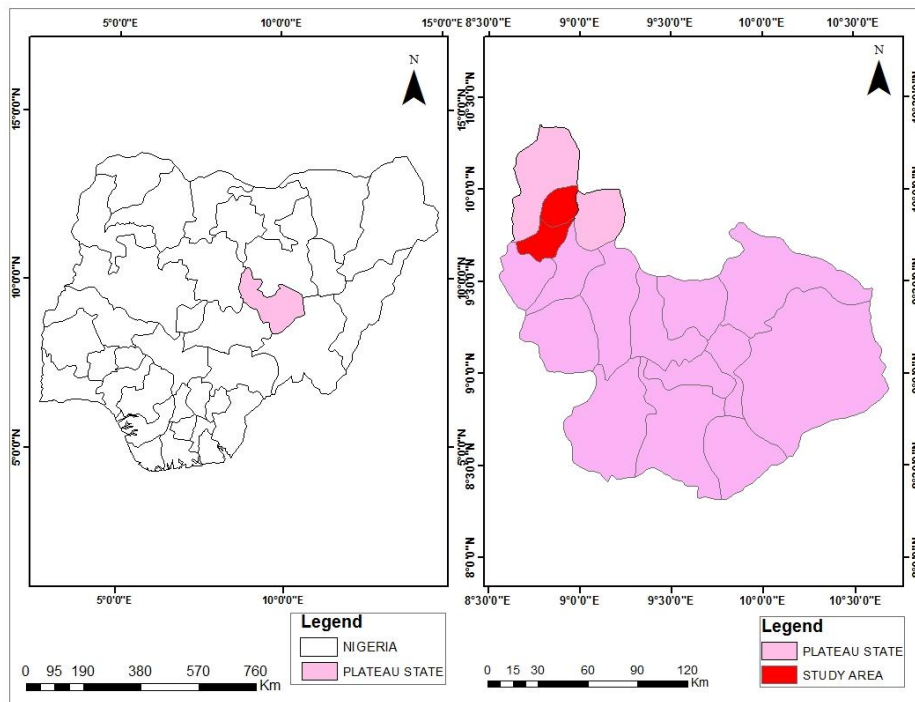 5°0'0"E 10°0'0"E 15°0'0"E
8°30'0"E 9°0'0"E 9°30'0"E 10°0'0"E 10°30'0"E
N
N
15°0'0"N
10°0'0"N
5°0'0"N
10°30'0"N
10°0'0"N
9°30'0"N
9°0'0"N
8°30'0"N
8°0'0"N
5°0'0"E 10°0'0"E
8°30'0"E 9°0'0"E 9°30'0"E 10°0'0"E 10°30'0"E
Legend
NIGERIA
PLATEAU STATE
0 95 190 380 570 760
Km
Legend
PLATEAU STATE
STUDY AREA
0 15 30 60 90 120
Km